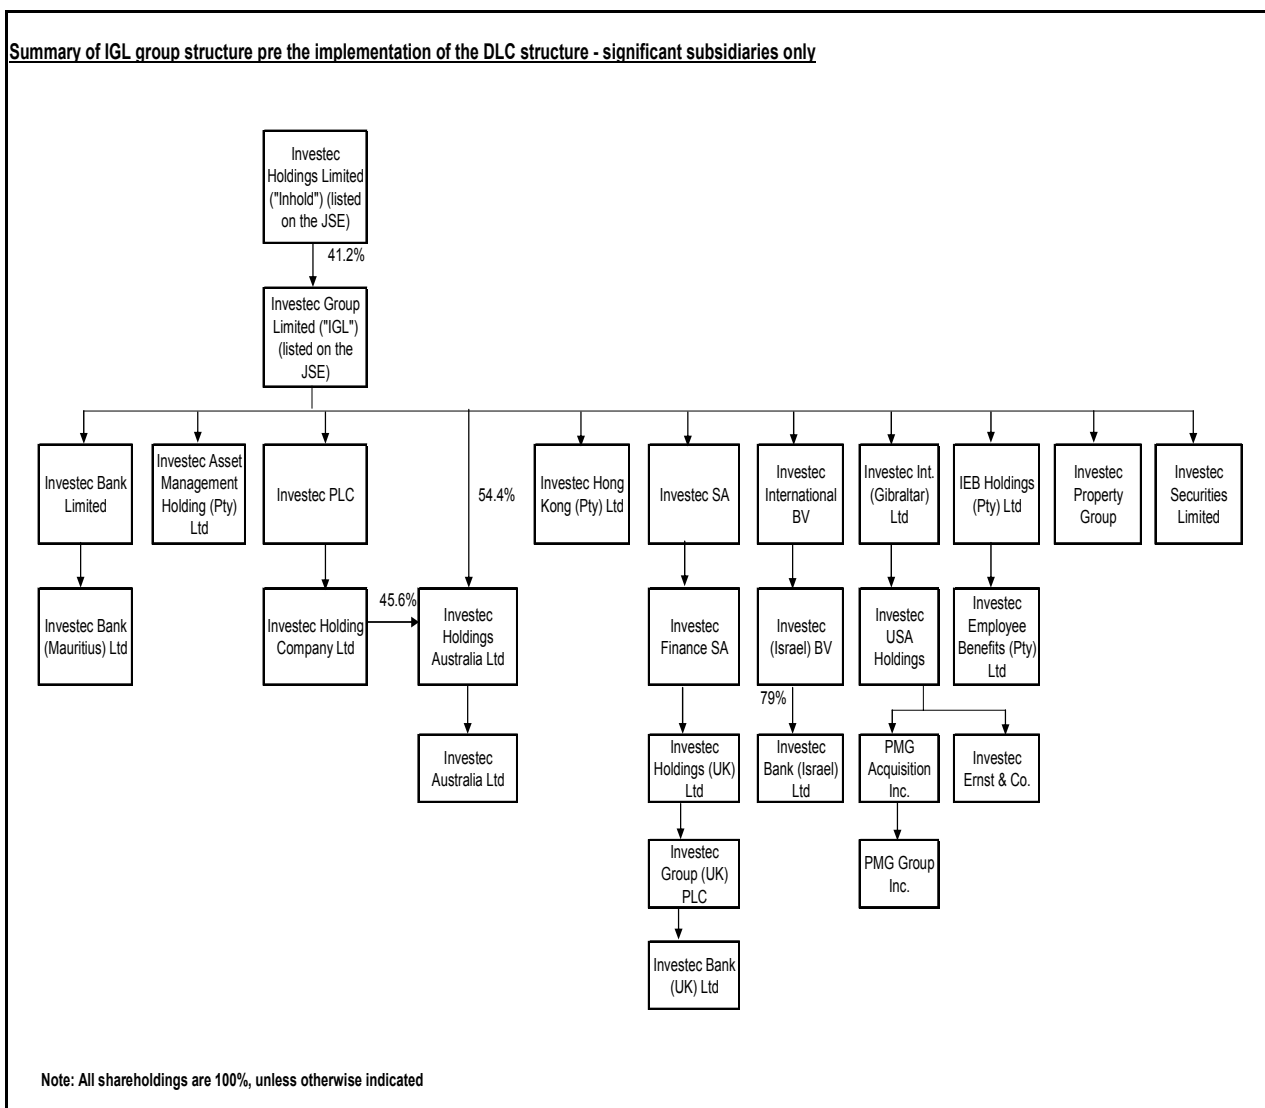 Summary of IGL group structure pre the implementation of the DLC structure - significant subsidiaries only
Investec
Holdings Limited
("Inhold") (listed
on the JSE)
41.2%
Investec Group
Limited ("IGL")
(listed on the
JSE)
Investec Bank
Limited
Investec Asset
Management
Holding (Pty)
Ltd
Investec PLC
54.4%
Investec Hong
Kong (Pty) Ltd
Investec SA
Investec
International
BV
Investec Int.
(Gibraltar)
Ltd
IEB Holdings
(Pty) Ltd
Investec
Property
Group
Investec
Securities
Limited
Investec Bank
(Mauritius) Ltd
Investec Holding
Company Ltd
45.6%
Investec
Holdings
Australia Ltd
Investec
Finance SA
Investec
(Israel) BV
Investec
USA
Holdings
Investec
Employee
Benefits (Pty)
Ltd
79%
Investec
Australia Ltd
Investec
Holdings (UK)
Ltd
Investec
Bank (Israel)
Ltd
PMG
Acquisition
Inc.
Investec
Ernst & Co.
Investec
Group (UK)
PLC
PMG Group
Inc.
Investec Bank
(UK) Ltd
Note: All shareholdings are 100%, unless otherwise indicated